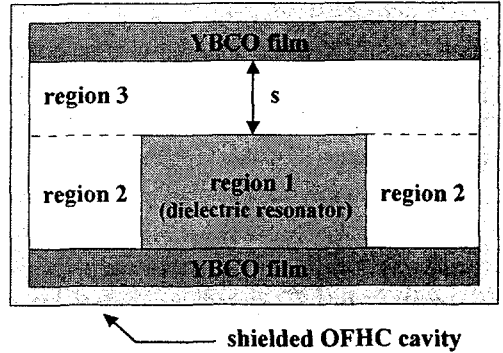 YBCO film
region 3
s
region 2
region 1
(dielectric resonator)
region 2
YBCO film
shielded OFHC cavity